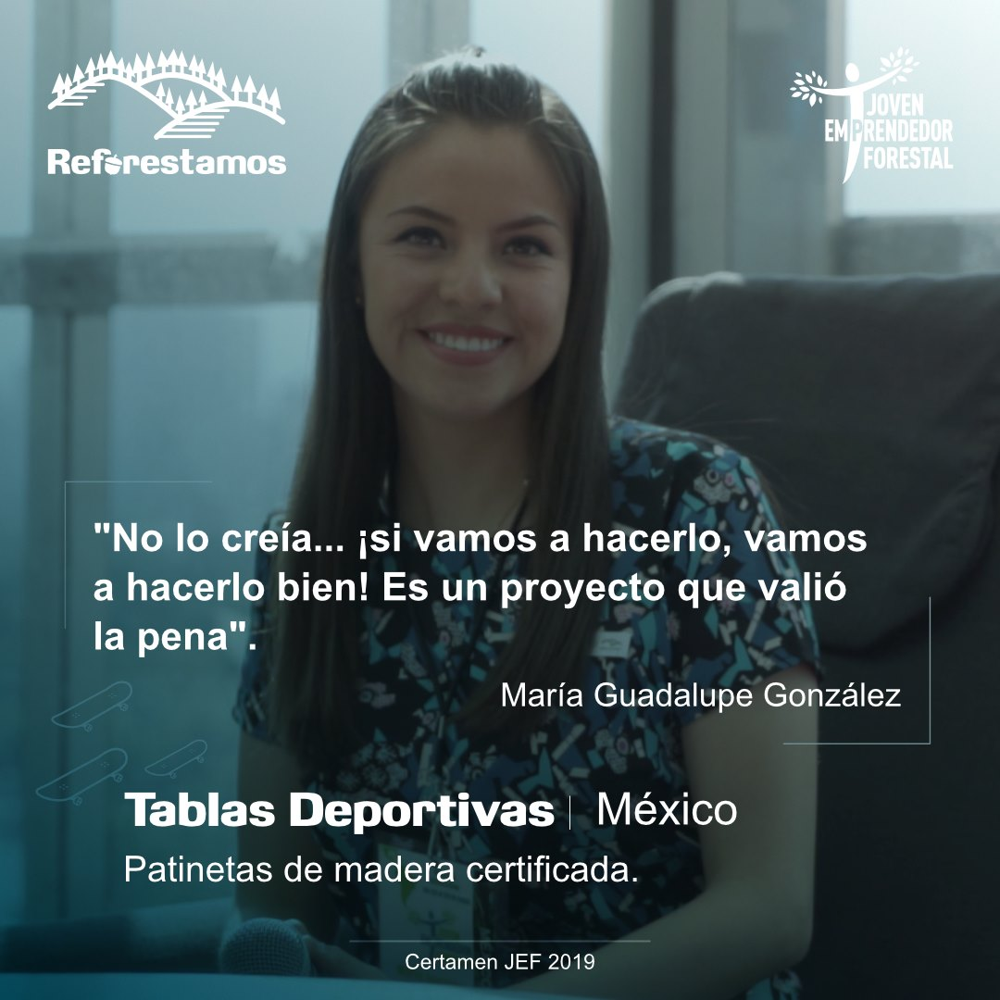 Reforestamos
JOVEN
EMPRENDEDOR
FORESTAL
"No lo creía... ¡si vamos a hacerlo, vamos
a hacerlo bien! Es un proyecto que valió
la pena".
María Guadalupe González
Tablas Deportivas | México
Patinetas de madera certificada.
Certamen JEF 2019